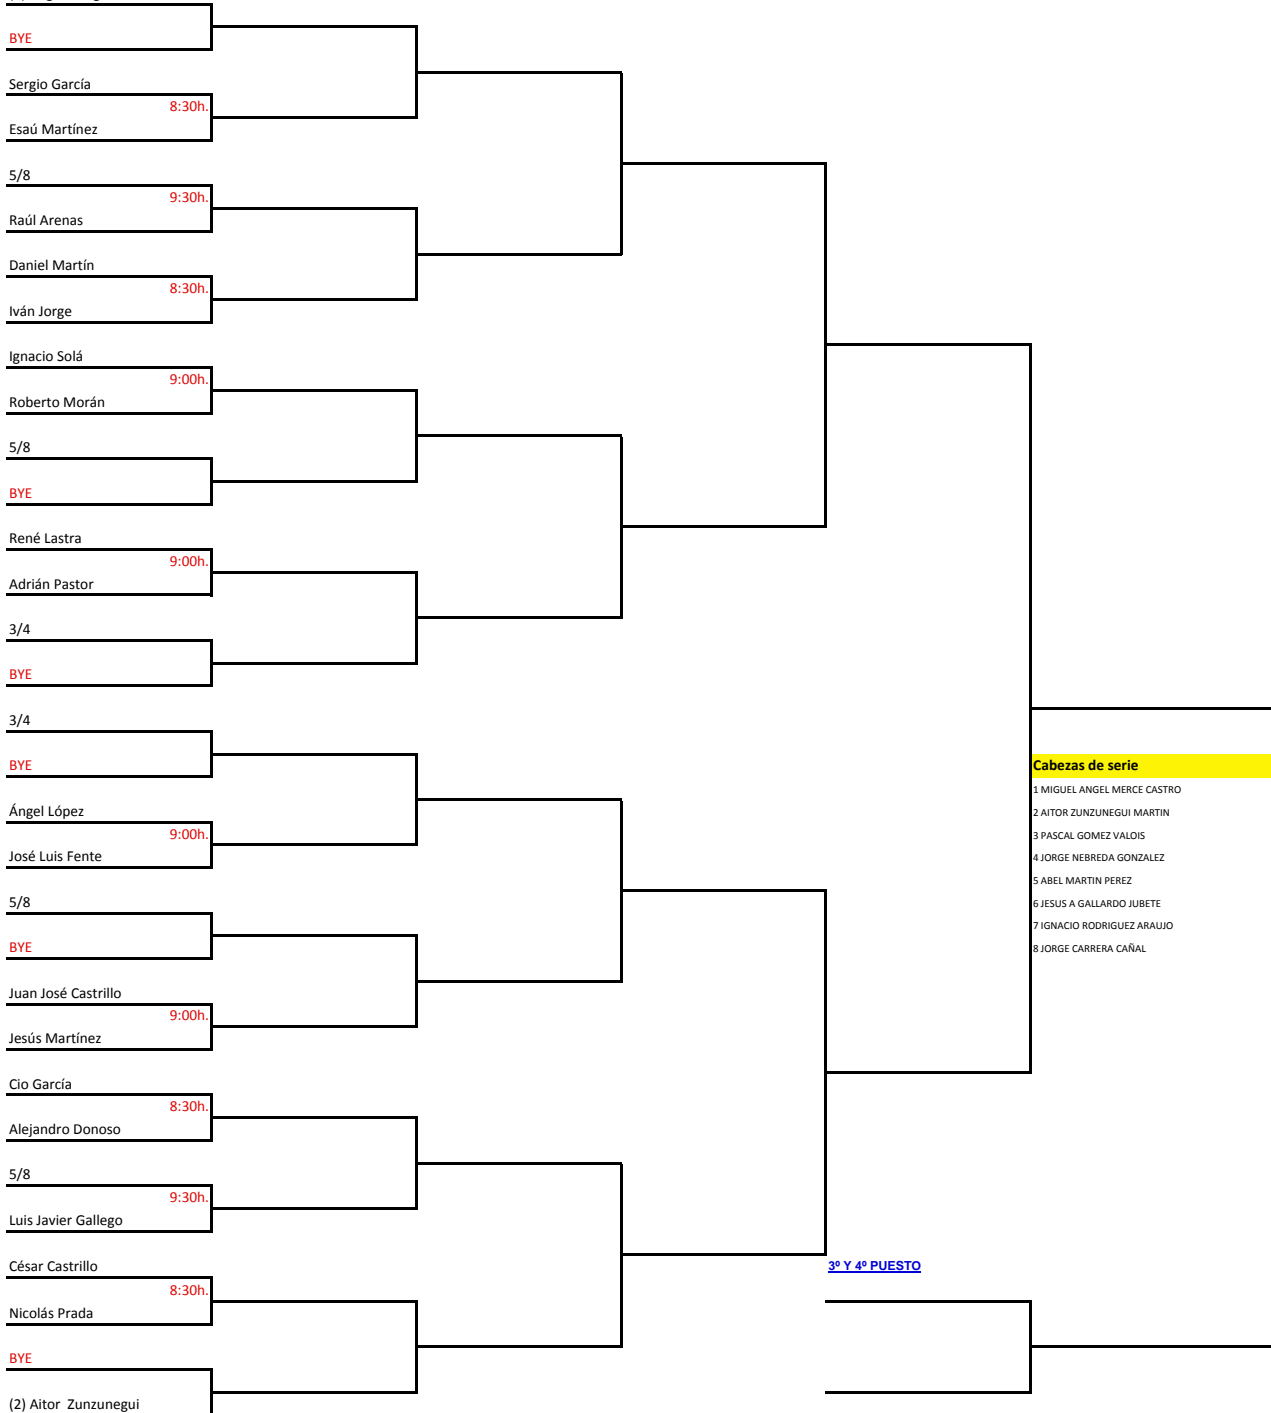 BYE
Sergio García
8:30h.
Esaú Martínez
5/8
9:30h.
Raúl Arenas
Daniel Martín
8:30h.
Iván Jorge
Ignacio Solá
9:00h.
Roberto Morán
5/8
BYE
René Lastra
9:00h.
Adrián Pastor
3/4
BYE
3/4
BYE
Ángel López
9:00h.
José Luis Fente
5/8
BYE
Juan José Castrillo
9:00h.
Jesús Martínez
Cio García
8:30h.
Alejandro Donoso
5/8
9:30h.
Luis Javier Gallego
César Castrillo
8:30h.
Nicolás Prada
BYE
(2) Aitor  Zunzunegui
Cabezas de serie
1 MIGUEL ANGEL MERCE CASTRO
2 AITOR ZUNZUNEGUI MARTIN
3 PASCAL GOMEZ VALOIS
4 JORGE NEBREDA GONZALEZ
5 ABEL MARTIN PEREZ
6 JESUS A GALLARDO JUBETE
7 IGNACIO RODRIGUEZ ARAUJO
8 JORGE CARRERA CAÑAL
3º Y 4º PUESTO